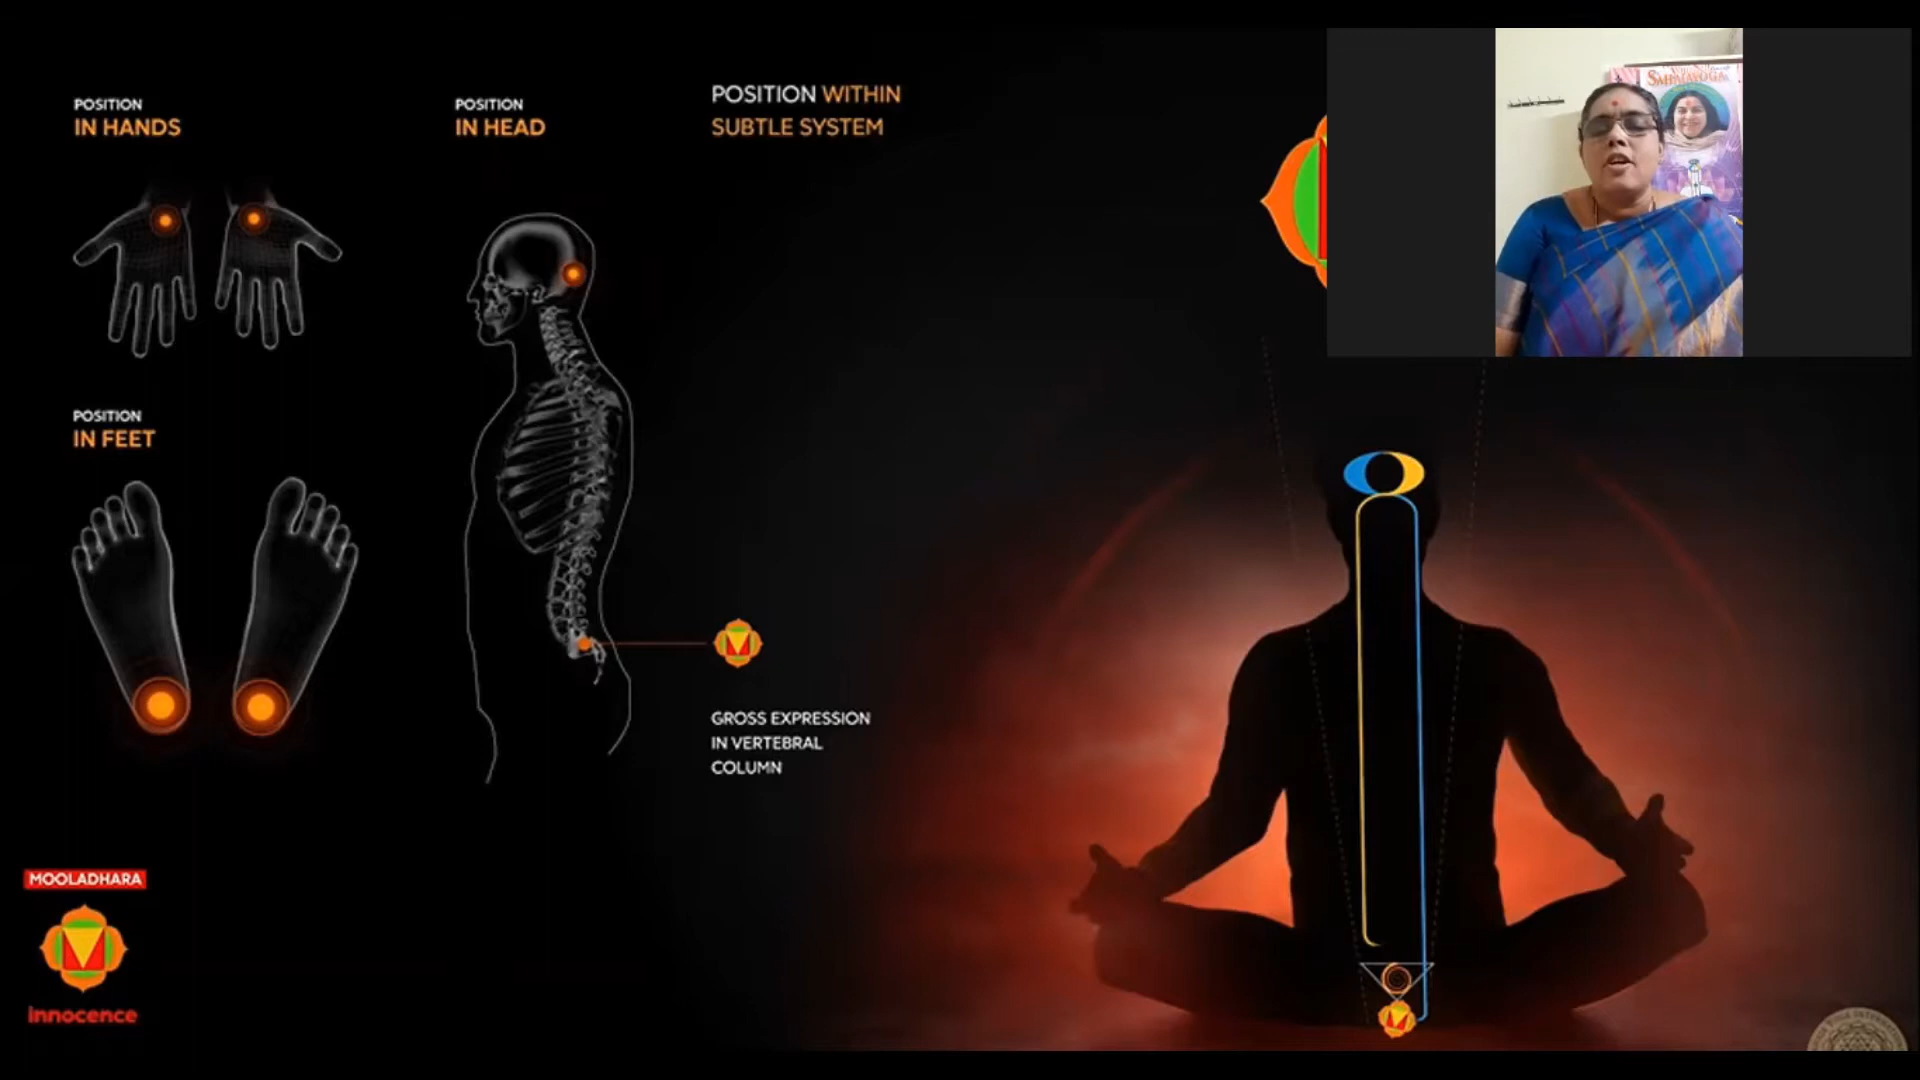 POSITION
IN HANDS
POSITION
IN HEAD
POSITION WITHIN
SUBTLE SYSTEM
SAHAJAYOGA
POSITION
IN FEET
GROSS EXPRESSION
IN VERTEBRAL
COLUMN
MOOLADHARA
innocence